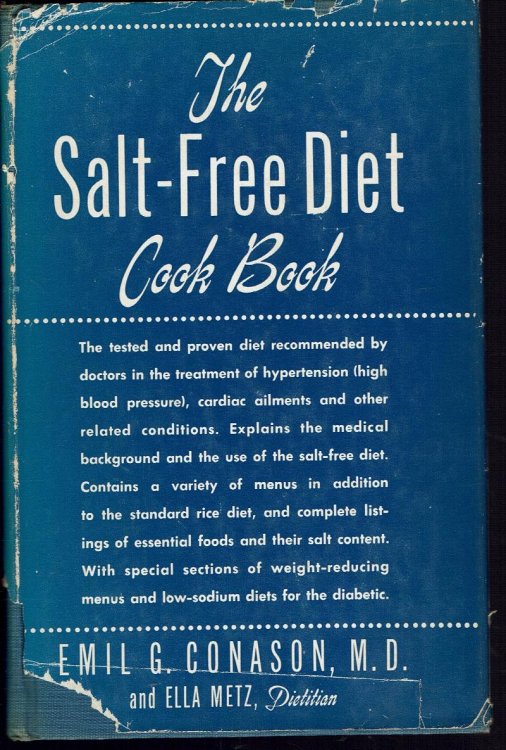 The
Salt-Free Diet
Cook Book
The tested and proven diet recommended by
doctors in the treatment of hypertension (high
blood pressure), cardiac ailments and other
related conditions. Explains the medical
background and the use of the salt-free diet.
Contains a variety of menus in addition
to the standard rice diet, and complete list-
ings of essential foods and their salt content.
With special sections of weight-reducing
menus and low-sodium diets for the diabetic.
EMIL G. CONASON, M.D.
and ELLA METZ, Dietitian